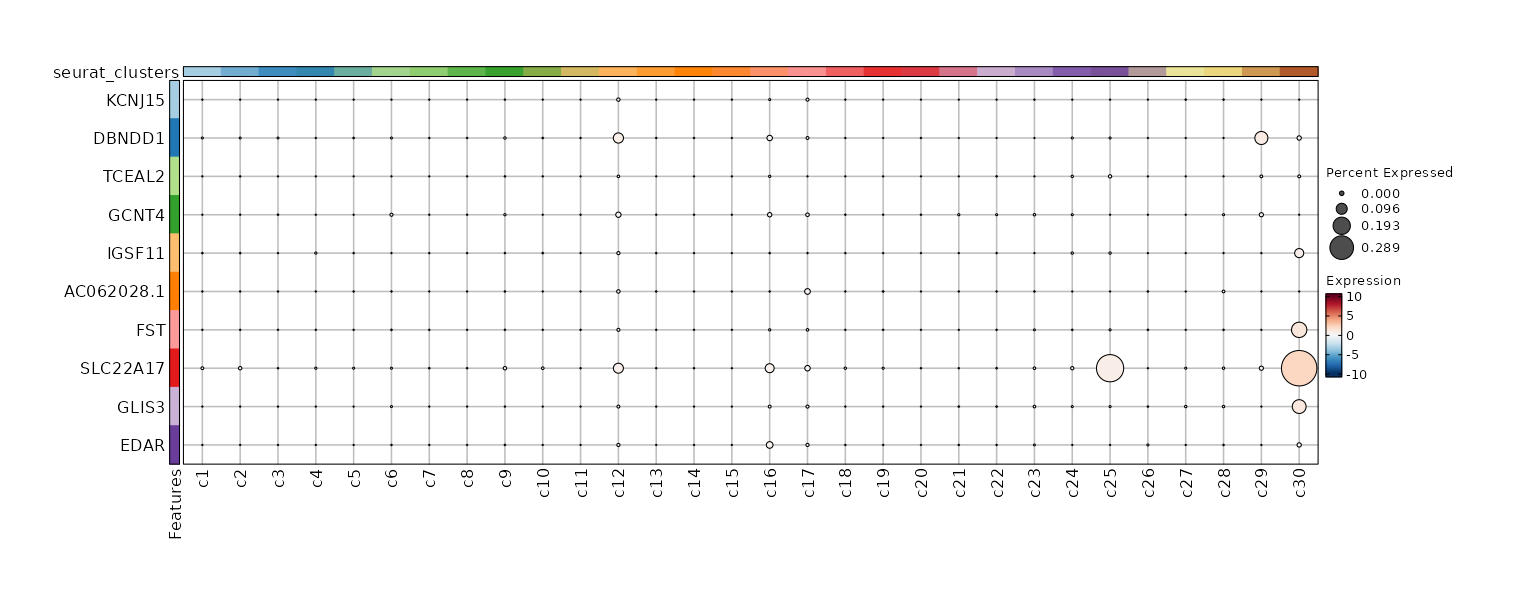 seurat_clusters
KCNJ15
DBNDD1
TCEAL2
GCNT4
IGSF11
AC062028.1
FST
SLC22A17
GLIS3
EDAR
Features
c1
c2
c3
c4
c5
c6
c7
c8
c9
c10
c11
c12
c13
c14
c15
c16
c17
c18
c19
c20
c21
c22
c23
c24
c25
c26
c27
c28
c29
c30
Percent Expressed
0.000
0.096
0.193
0.289
Expression
10
5
0
-5
-10